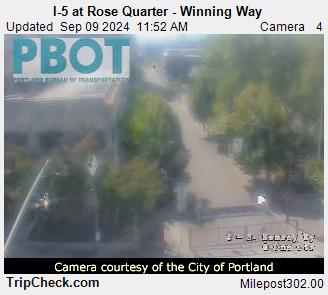 I-5 at Rose Quarter - Winning Way
Updated Sep 09 2024 11:52 AM Camera 4
PBOT
PORTLAND BUREAU OF TRANSPORTATION
Camera courtesy of the City of Portland
TripCheck.com Milepost302.00